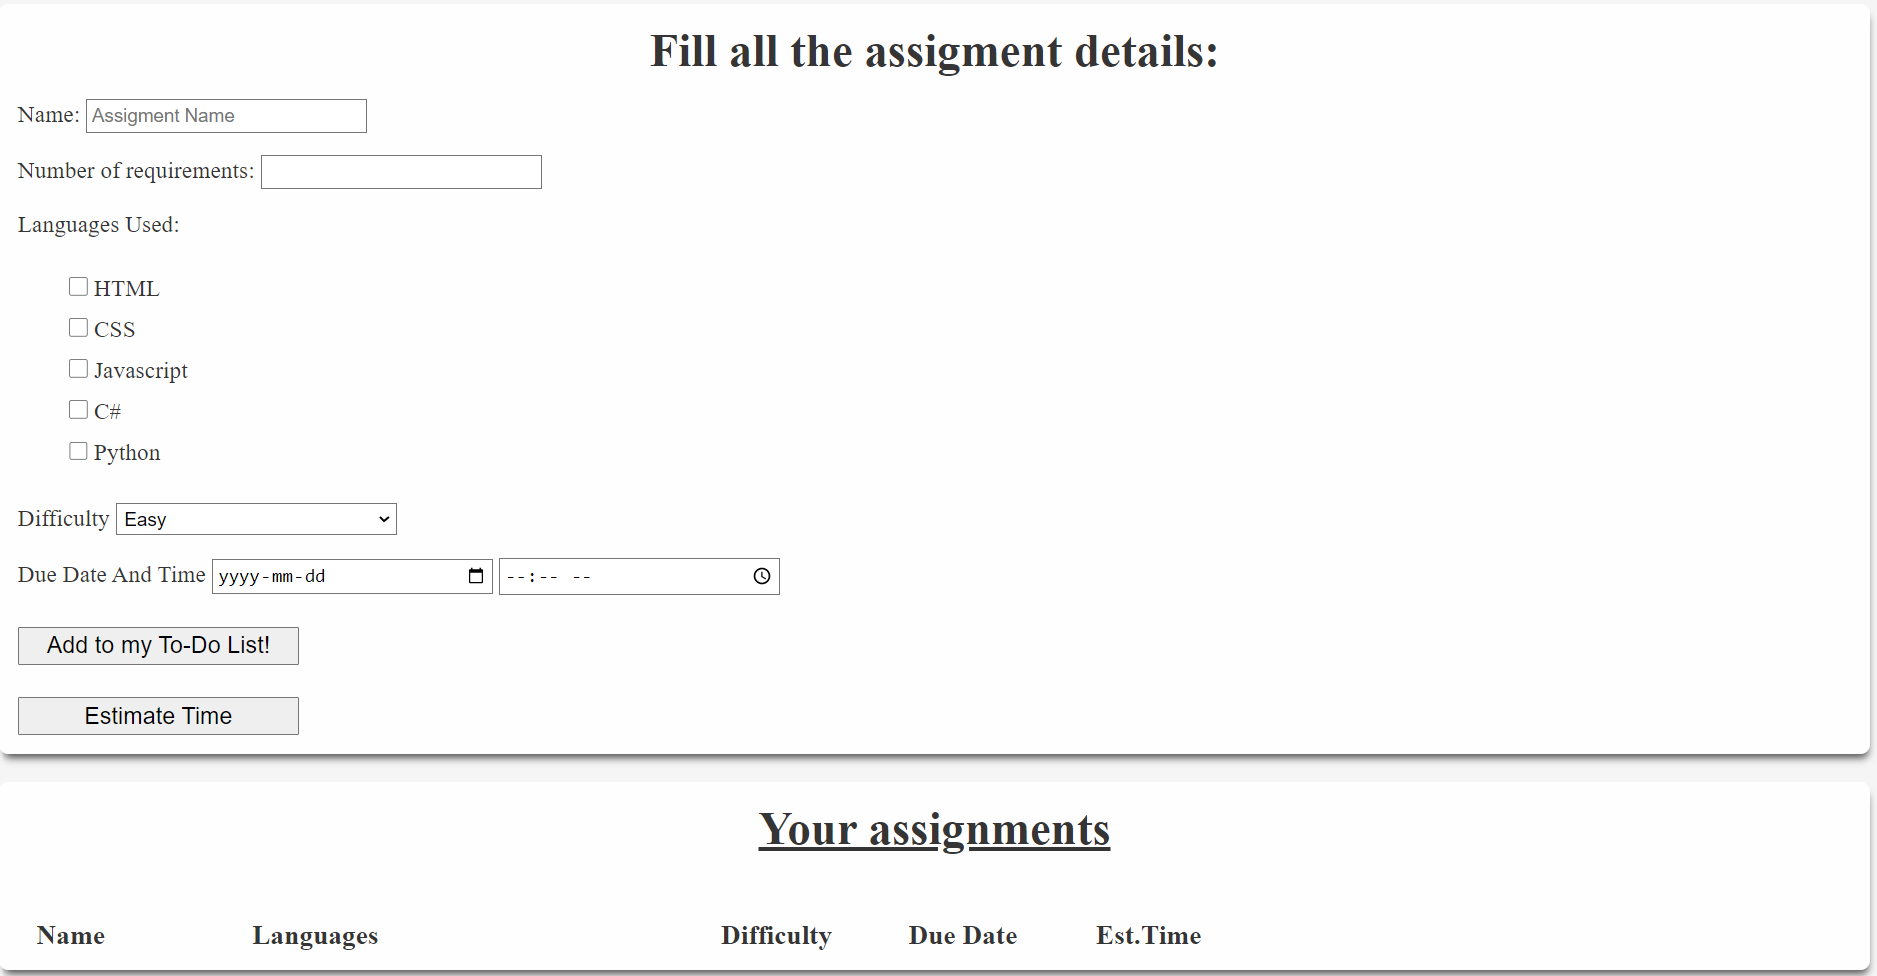 Fill all the assigment details:
Name: Assigment Name
Number of requirements:
Languages Used:
HTML
CSS
Javascript
C#
Python
Difficulty Easy
Due Date And Time yyyy-mm-dd --:-- --
Add to my To-Do List!
Estimate Time
Your assignments
Name Languages Difficulty Due Date Est.Time